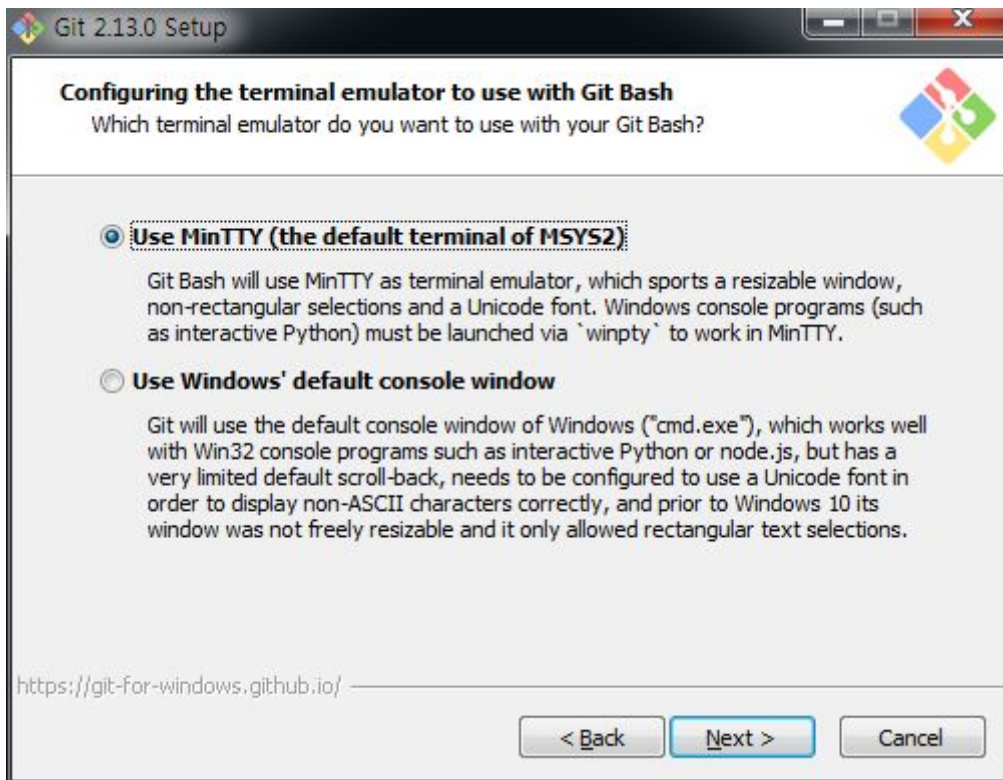 Git 2.13.0 Setup
Configuring the terminal emulator to use with Git Bash
Which terminal emulator do you want to use with your Git Bash?
Use MinTTY (the default terminal of MSYS2)
Git Bash will use MinTTY as terminal emulator, which sports a resizable window,
non-rectangular selections and a Unicode font. Windows console programs (such
as interactive Python) must be launched via `winpty` to work in MinTTY.
Use Windows' default console window
Git will use the default console window of Windows ("cmd.exe"), which works well
with Win32 console programs such as interactive Python or node.js, but has a
very limited default scroll-back, needs to be configured to use a Unicode font in
order to display non-ASCII characters correctly, and prior to Windows 10 its
window was not freely resizable and it only allowed rectangular text selections.
https://git-for-windows.github.io/
< Back Next > Cancel